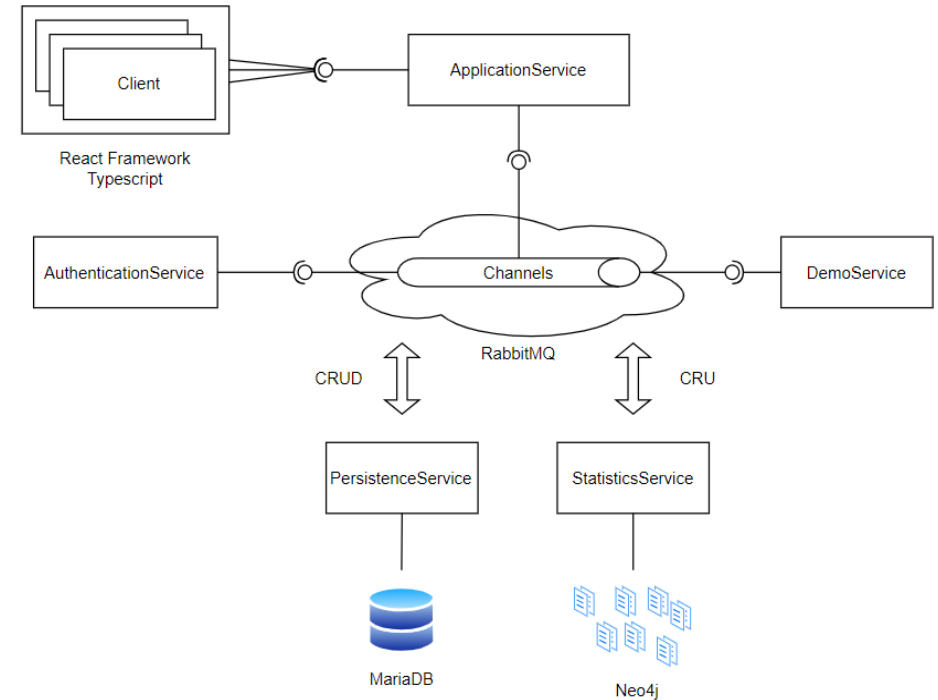 Client
ApplicationService
React Framework
Typescript
AuthenticationService
Channels
DemoService
RabbitMQ
CRUD
CRU
PersistenceService
StatisticsService
MariaDB
Neo4j